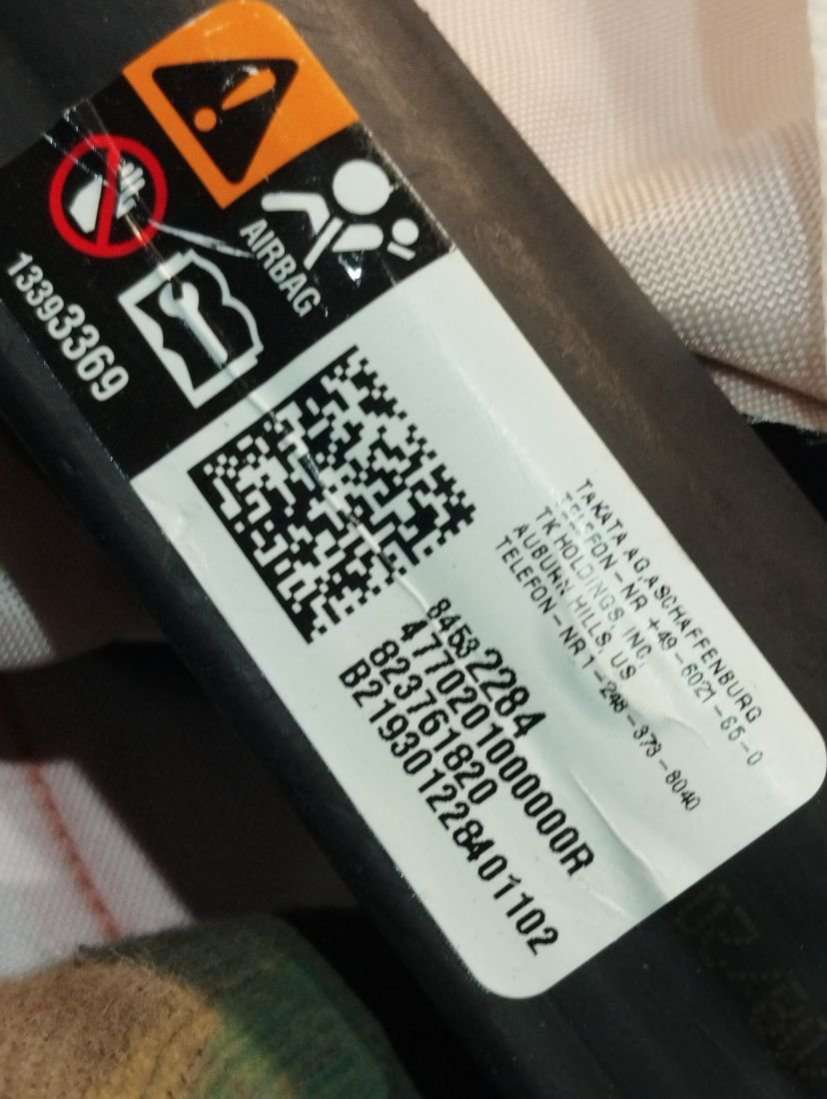 AIRBAG
13393369
TAKATA AG, ASCHAFFENBURG
TELEFON-NR +49-6021-65-0
TK HOLDINGS, INC,
AUBURN HILLS, US
TELEFON-NR 1-248-373-8040
84532284
4770201000000R
823761820
B219301228401102